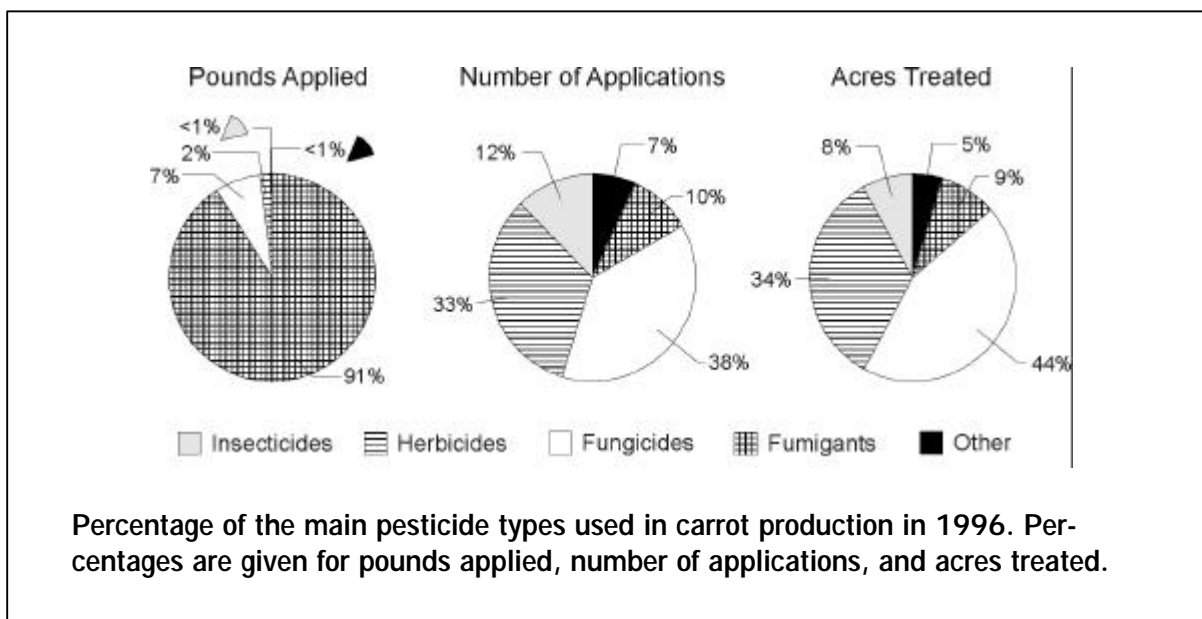 Pounds Applied
Number of Applications
Acres Treated
<1%
<1%
2%
7%
91%
12%
7%
10%
33%
38%
8%
5%
9%
34%
44%
Insecticides
Herbicides
Fungicides
Fumigants
Other
Percentage of the main pesticide types used in carrot production in 1996. Per-
centages are given for pounds applied, number of applications, and acres treated.